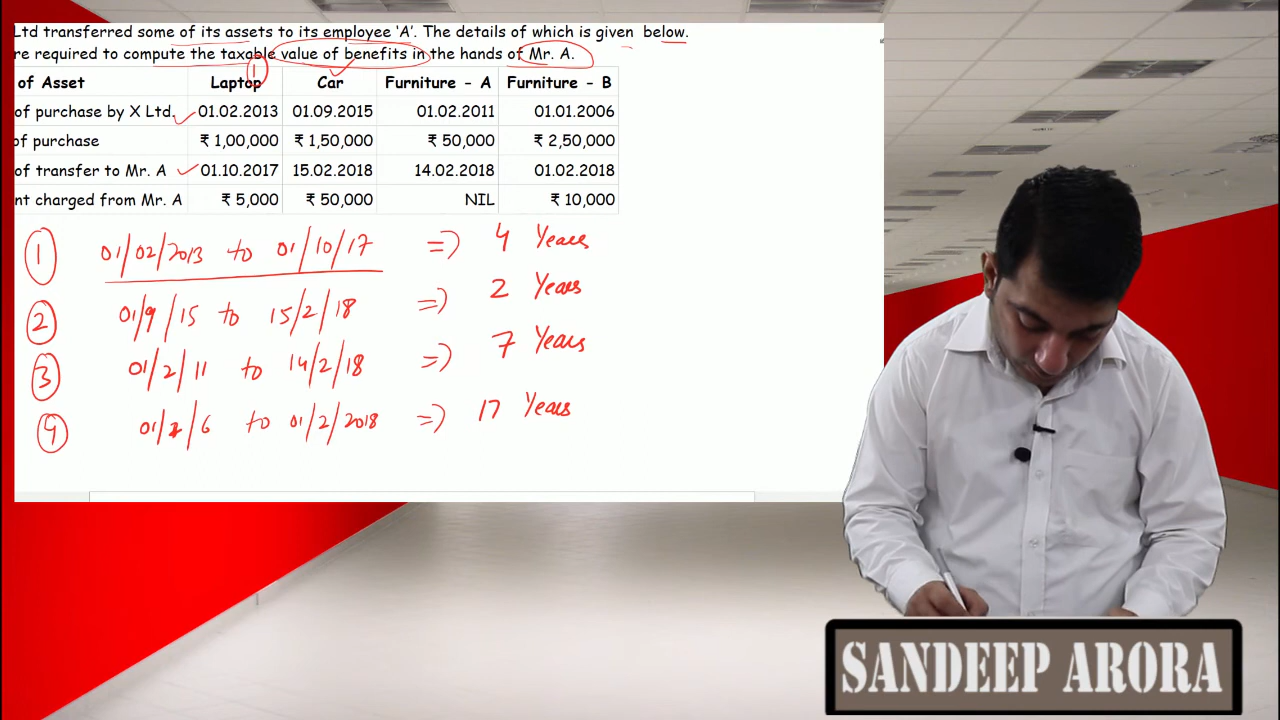 Ltd transferred some of its assets to its employee 'A'. The details of which is given below.
re required to compute the taxable value of benefits in the hands of Mr. A.
of Asset Laptop Car Furniture - A Furniture - B
1
of purchase by X Ltd. 01.02.2013 01.09.2015 01.02.2011 01.01.2006
of purchase ₹ 1,00,000 ₹ 1,50,000 ₹ 50,000 ₹ 2,50,000
of transfer to Mr. A 01.10.2017 15.02.2018 14.02.2018 01.02.2018
nt charged from Mr. A ₹ 5,000 ₹ 50,000 NIL ₹ 10,000
1 01/02/2013 to 01/10/17 => 4 Years
2 01/9/15 to 15/2/18 => 2 Years
3 01/2/11 to 14/2/18 => 7 Years
4 01/2/6 to 01/2/2018 => 17 Years
SANDEEP ARORA